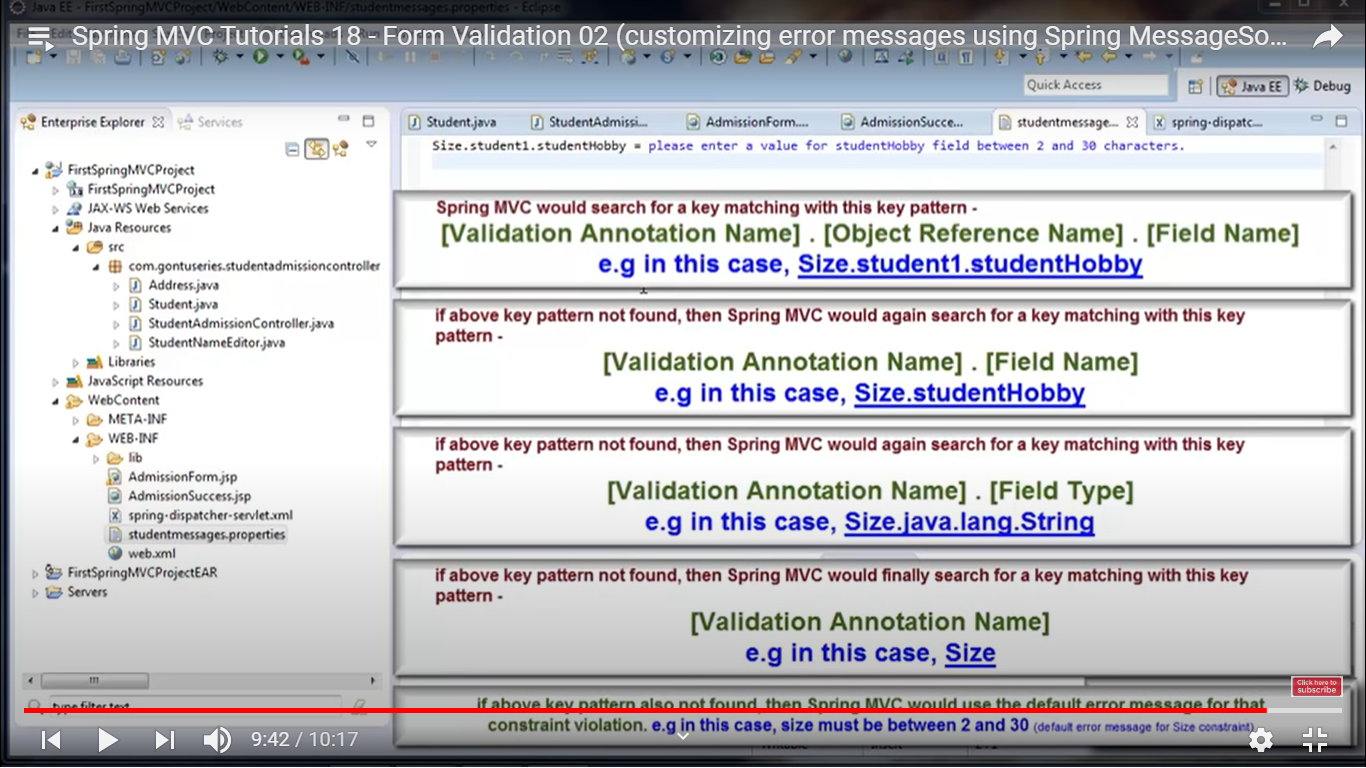 Java EE - FirstSpringMVCProject/WebContent/WEB-INF/studentmessages.properties - Eclipse
Spring MVC Tutorials 18 - Form Validation 02 (customizing error messages using Spring MessageSo...
Quick Access
Java EE
Debug
Enterprise Explorer
Services
Student.java
StudentAdmissi...
AdmissionForm....
AdmissionSucce...
studentmessage...
spring-dispatc...
FirstSpringMVCProject
FirstSpringMVCProject
JAX-WS Web Services
Java Resources
src
com.gontuseries.studentadmissioncontroller
Address.java
Student.java
StudentAdmissionController.java
StudentNameEditor.java
Libraries
JavaScript Resources
WebContent
META-INF
WEB-INF
lib
AdmissionForm.jsp
AdmissionSuccess.jsp
spring-dispatcher-servlet.xml
studentmessages.properties
web.xml
FirstSpringMVCProjectEAR
Servers
type filter text
Size.student1.studentHobby = please enter a value for studentHobby field between 2 and 30 characters.
Spring MVC would search for a key matching with this key pattern -
[Validation Annotation Name] . [Object Reference Name] . [Field Name]
e.g in this case, Size.student1.studentHobby
if above key pattern not found, then Spring MVC would again search for a key matching with this key
pattern -
[Validation Annotation Name] . [Field Name]
e.g in this case, Size.studentHobby
if above key pattern not found, then Spring MVC would again search for a key matching with this key
pattern -
[Validation Annotation Name] . [Field Type]
e.g in this case, Size.java.lang.String
if above key pattern not found, then Spring MVC would finally search for a key matching with this key
pattern -
[Validation Annotation Name]
e.g in this case, Size
Click here to
subscribe
if above key pattern also not found, then Spring MVC would use the default error message for that
constraint violation. e.g in this case, size must be between 2 and 30 (default error message for Size constraint)
9:42 / 10:17